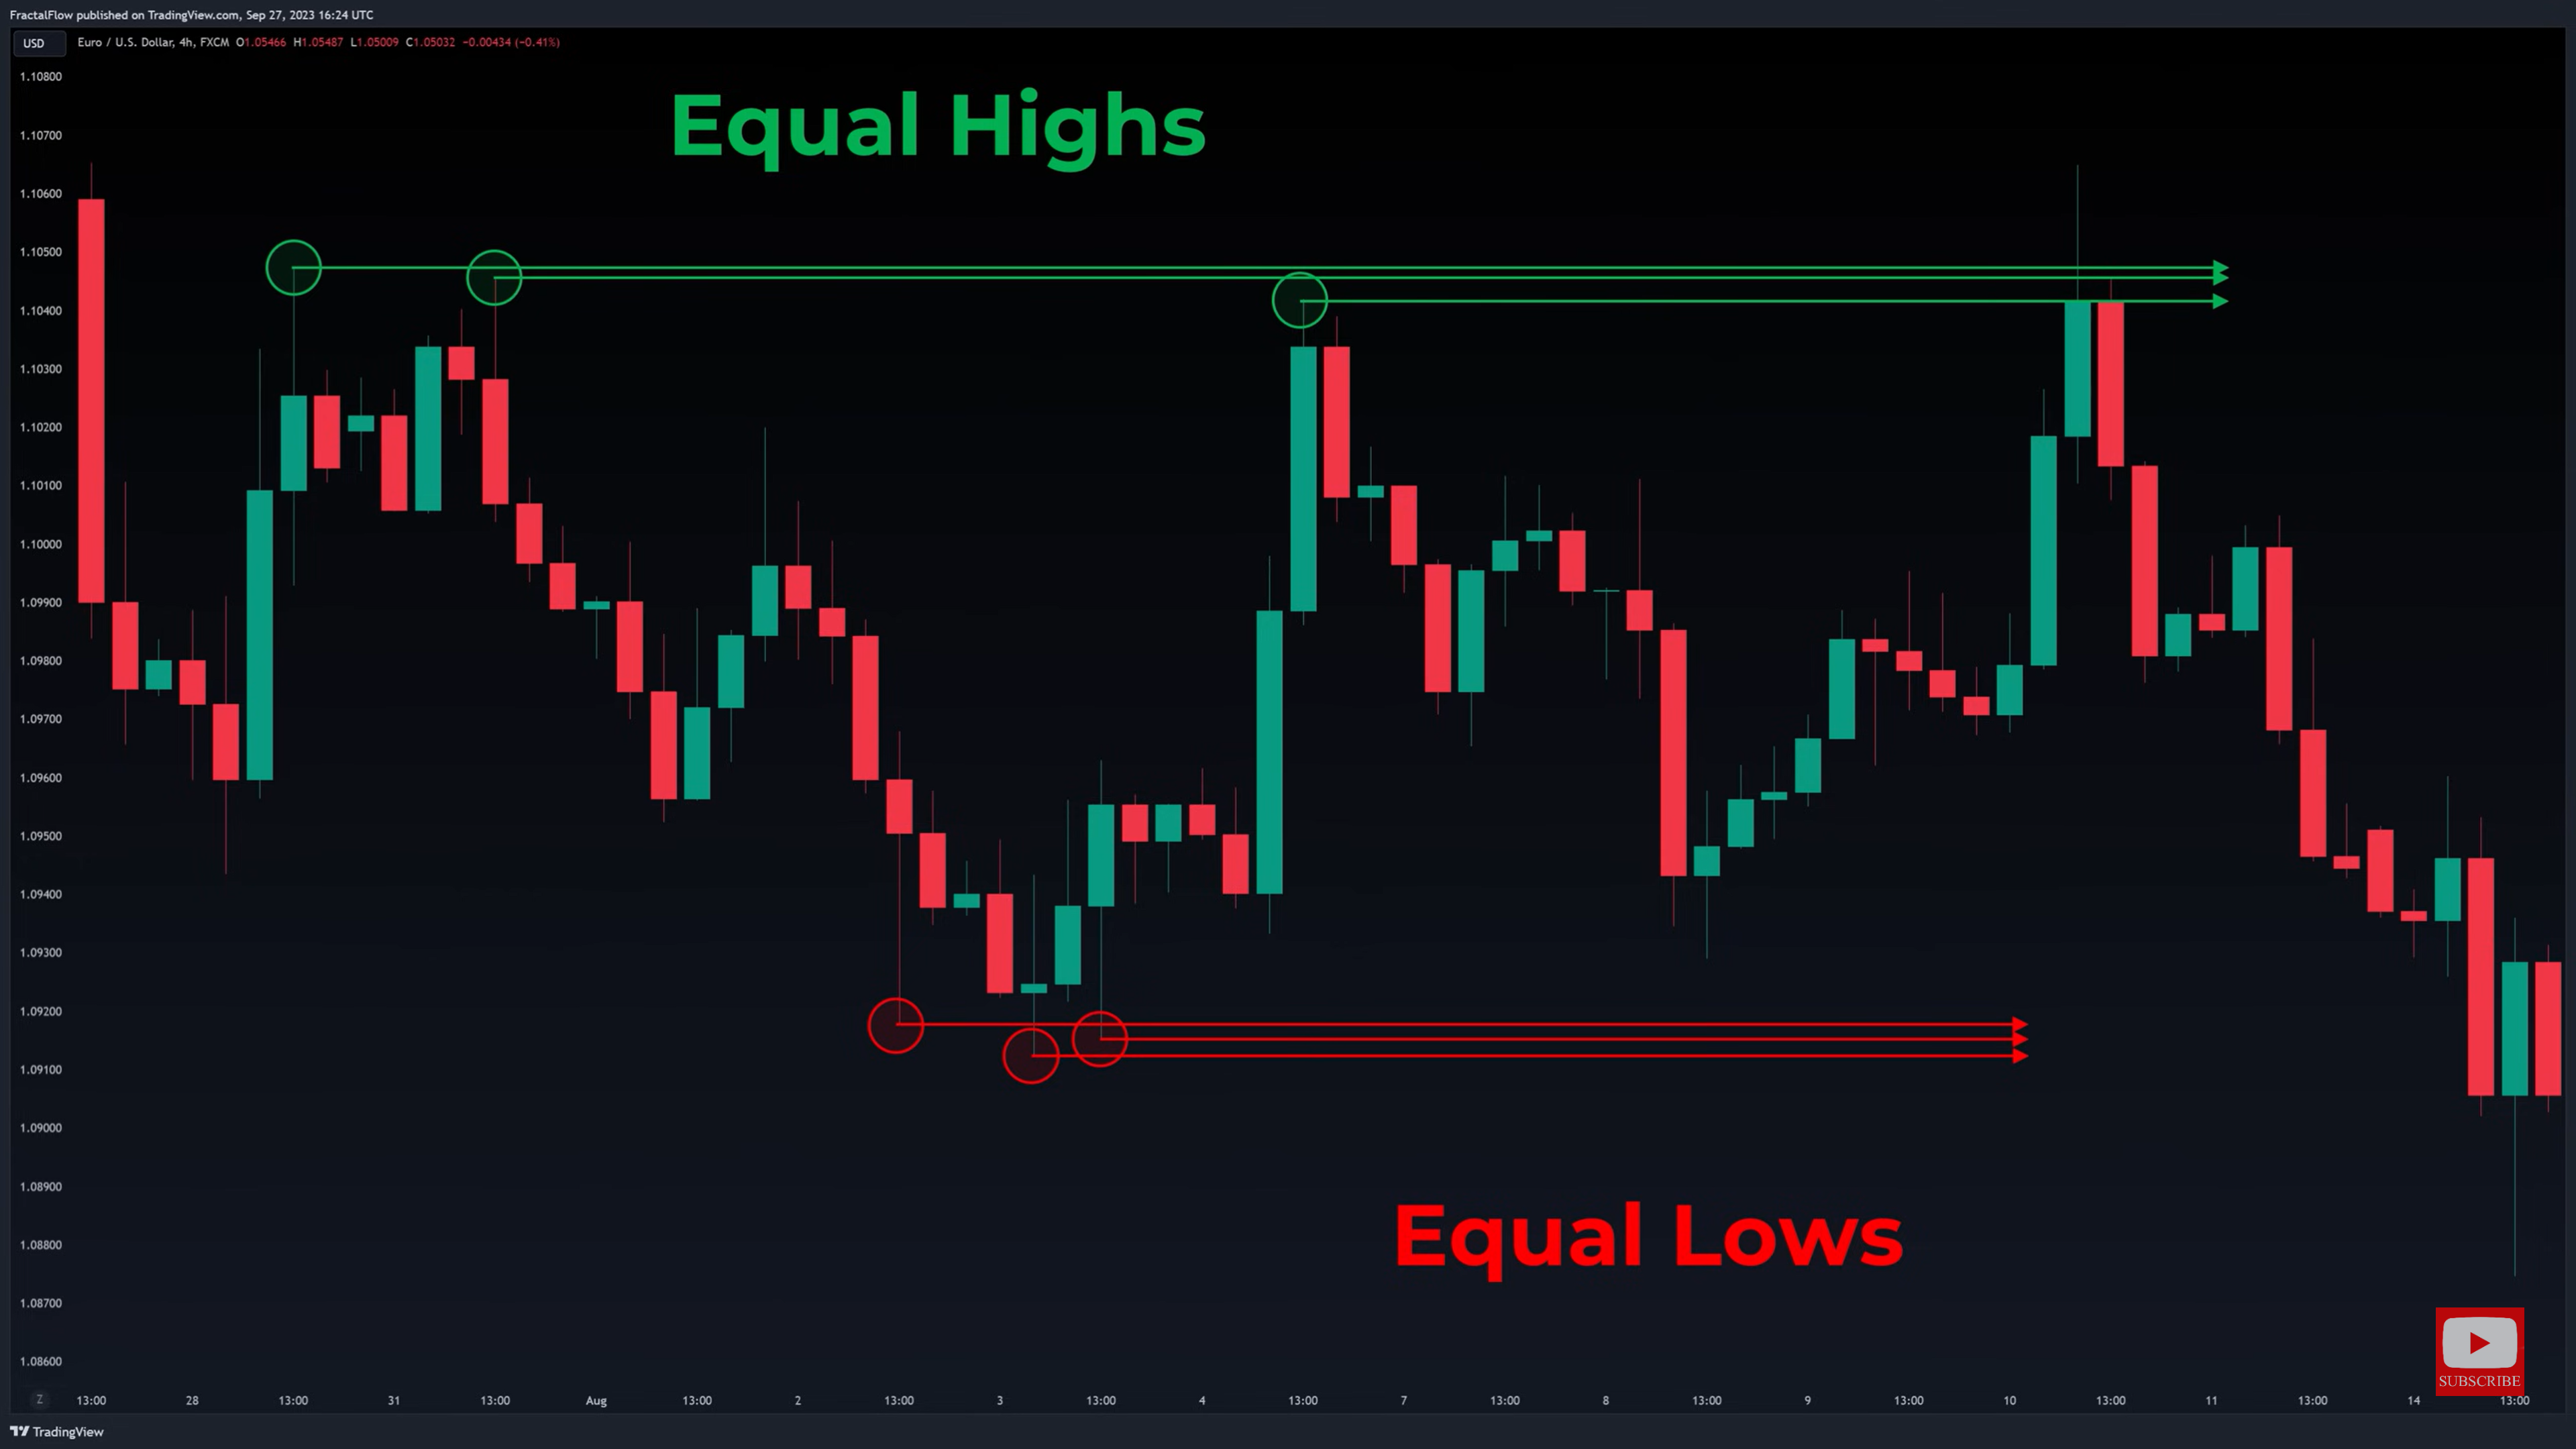 FractalFlow published on TradingView.com, Sep 27, 2023 16:24 UTC
USD
Euro / U.S. Dollar, 4h, FXCM O1.05466 H1.05487 L1.05009 C1.05032 −0.00434 (−0.41%)
Equal Highs
1.10800
1.10700
1.10600
1.10500
1.10400
1.10300
1.10200
1.10100
1.10000
1.09900
1.09800
1.09700
1.09600
1.09500
1.09400
1.09300
1.09200
1.09100
1.09000
1.08900
1.08800
1.08700
1.08600
Equal Lows
SUBSCRIBE
Z 13:00 28 13:00 31 13:00 Aug 13:00 2 13:00 3 13:00 4 13:00 7 13:00 8 13:00 9 13:00 10 13:00 11 13:00 14 13:00
TradingView